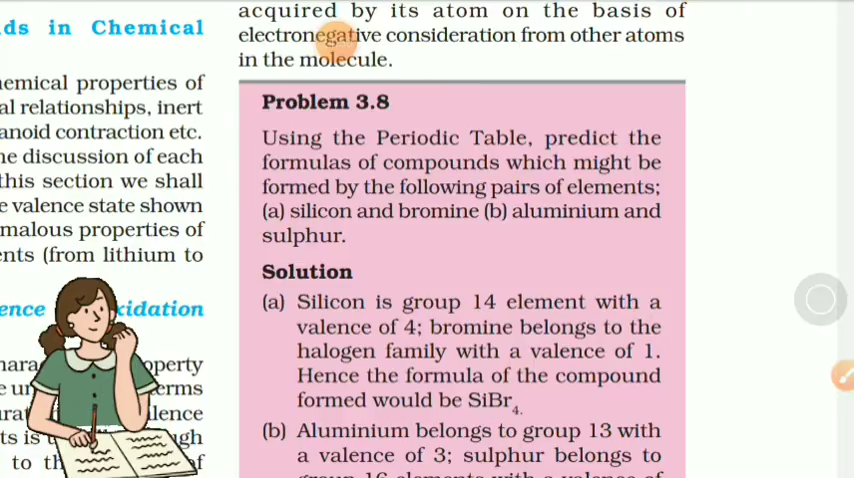 ds in Chemical
emical properties of
al relationships, inert
anoid contraction etc.
e discussion of each
this section we shall
e valence state shown
malous properties of
ents (from lithium to
ence
idation
operty
erms
lence
ts is
to th
acquired by its atom on the basis of
electronegative consideration from other atoms
in the molecule.
Problem 3.8
Using the Periodic Table, predict the
formulas of compounds which might be
formed by the following pairs of elements;
(a) silicon and bromine (b) aluminium and
sulphur.
Solution
(a) Silicon is group 14 element with a
valence of 4; bromine belongs to the
halogen family with a valence of 1.
Hence the formula of the compound
formed would be SiBr₄.
(b) Aluminium belongs to group 13 with
a valence of 3; sulphur belongs to